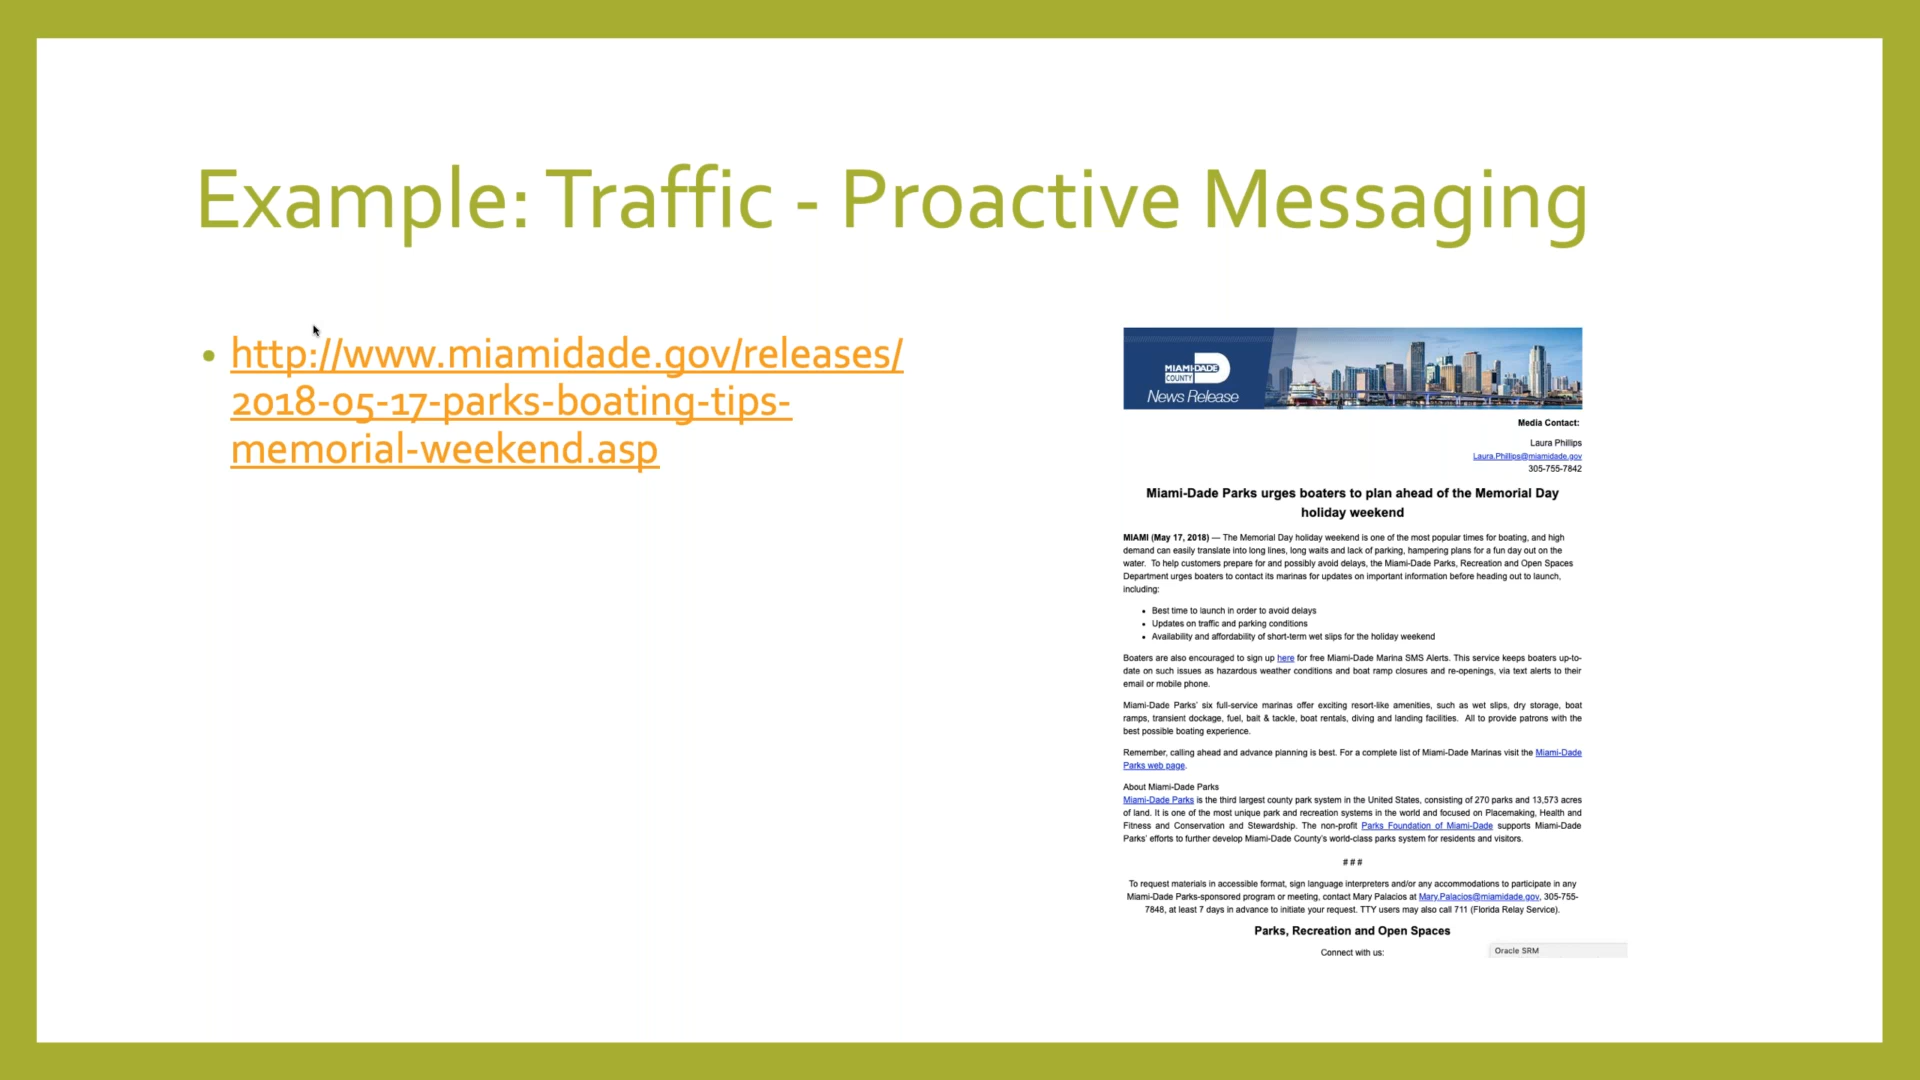 Example: Traffic - Proactive Messaging
• http://www.miamidade.gov/releases/
2018-05-17-parks-boating-tips-
memorial-weekend.asp
MIAMI-DADE
COUNTY
News Release
Media Contact:
Laura Phillips
Laura.Phillips@miamidade.gov
305-755-7842
Miami-Dade Parks urges boaters to plan ahead of the Memorial Day
holiday weekend
MIAMI (May 17, 2018) — The Memorial Day holiday weekend is one of the most popular times for boating, and high
demand can easily translate into long lines, long waits and lack of parking, hampering plans for a fun day out on the
water. To help customers prepare for and possibly avoid delays, the Miami-Dade Parks, Recreation and Open Spaces
Department urges boaters to contact its marinas for updates on important information before heading out to launch,
including:
• Best time to launch in order to avoid delays
• Updates on traffic and parking conditions
• Availability and affordability of short-term wet slips for the holiday weekend
Boaters are also encouraged to sign up here for free Miami-Dade Marina SMS Alerts. This service keeps boaters up-to-
date on such issues as hazardous weather conditions and boat ramp closures and re-openings, via text alerts to their
email or mobile phone.
Miami-Dade Parks' six full-service marinas offer exciting resort-like amenities, such as wet slips, dry storage, boat
ramps, transient dockage, fuel, bait & tackle, boat rentals, diving and landing facilities. All to provide patrons with the
best possible boating experience.
Remember, calling ahead and advance planning is best. For a complete list of Miami-Dade Marinas visit the Miami-Dade
Parks web page.
About Miami-Dade Parks
Miami-Dade Parks is the third largest county park system in the United States, consisting of 270 parks and 13,573 acres
of land. It is one of the most unique park and recreation systems in the world and focused on Placemaking, Health and
Fitness and Conservation and Stewardship. The non-profit Parks Foundation of Miami-Dade supports Miami-Dade
Parks' efforts to further develop Miami-Dade County's world-class parks system for residents and visitors.
# # #
To request materials in accessible format, sign language interpreters and/or any accommodations to participate in any
Miami-Dade Parks-sponsored program or meeting, contact Mary Palacios at Mary.Palacios@miamidade.gov, 305-755-
7848, at least 7 days in advance to initiate your request. TTY users may also call 711 (Florida Relay Service).
Parks, Recreation and Open Spaces
Connect with us:
Oracle SRM